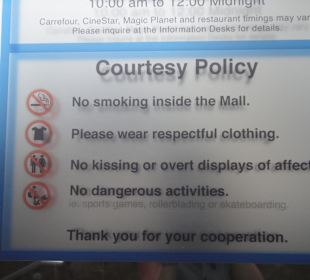 10:00 am to 12:00 Midnight
Carrefour, CineStar, Magic Planet and restaurant timings may var
Please inquire at the Information Desks for details.
Courtesy Policy
No smoking inside the Mall.
Please wear respectful clothing.
No kissing or overt displays of affect
No dangerous activities.
ie. sports games, rollerblading or skateboarding.
Thank you for your cooperation.